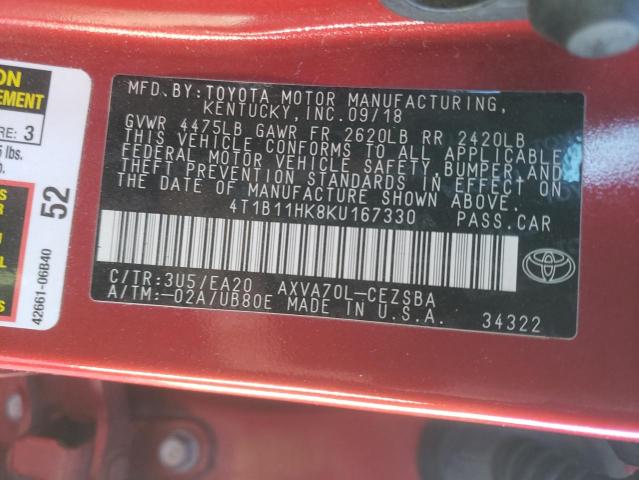 MFD.BY:TOYOTA MOTOR MANUFACTURING,
KENTUCKY, INC.09/18
GVWR 4475LB GAWR FR 2620LB RR 2420LB
THIS VEHICLE CONFORMS TO ALL APPLICABLE
FEDERAL MOTOR VEHICLE SAFETY, BUMPER, AND
THEFT PREVENTION STANDARDS IN EFFECT ON
THE DATE OF MANUFACTURE SHOWN ABOVE.
4T1B11HK8KU167330 PASS.CAR
C/TR:3U5/EA20 AXVA70L-CEZSBA
A/TM:-02A/UB80E MADE IN U.S.A.
34322
ON
EMENT
RE: 3
lbs.
52
42661-06B40